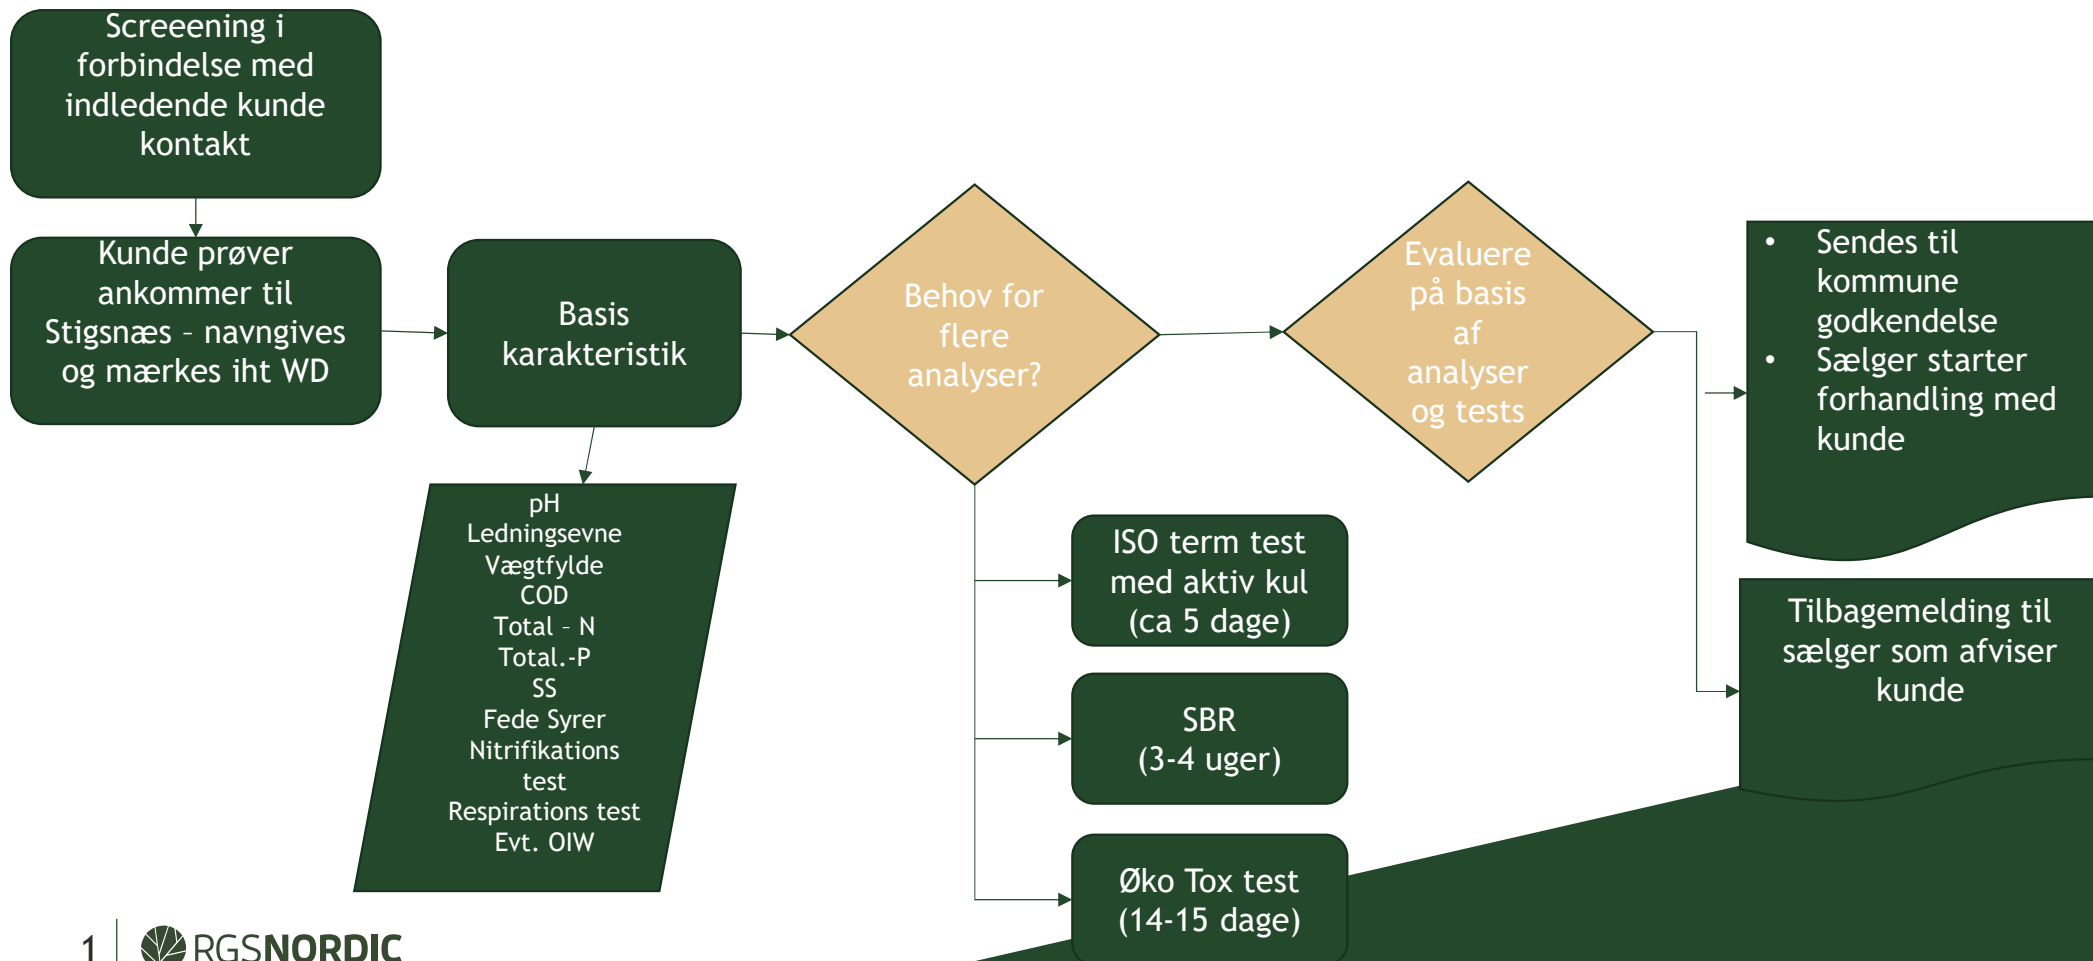 Screeening i
forbindelse med
indledende kunde
kontakt
Kunde prøver
ankommer til
Stigsnæs – navngives
og mærkes iht WD
Basis
karakteristik
pH
Ledningsevne
Vægtfylde
COD
Total – N
Total.-P
SS
Fede Syrer
Nitrifikations
test
Respirations test
Evt. OIW
Behov for
flere
analyser?
ISO term test
med aktiv kul
(ca 5 dage)
SBR
(3-4 uger)
Øko Tox test
(14-15 dage)
Evaluere
på basis
af
analyser
og tests
• Sendes til
kommune
godkendelse
• Sælger starter
forhandling med
kunde
Tilbagemelding til
sælger som afviser
kunde
1
RGSNORDIC